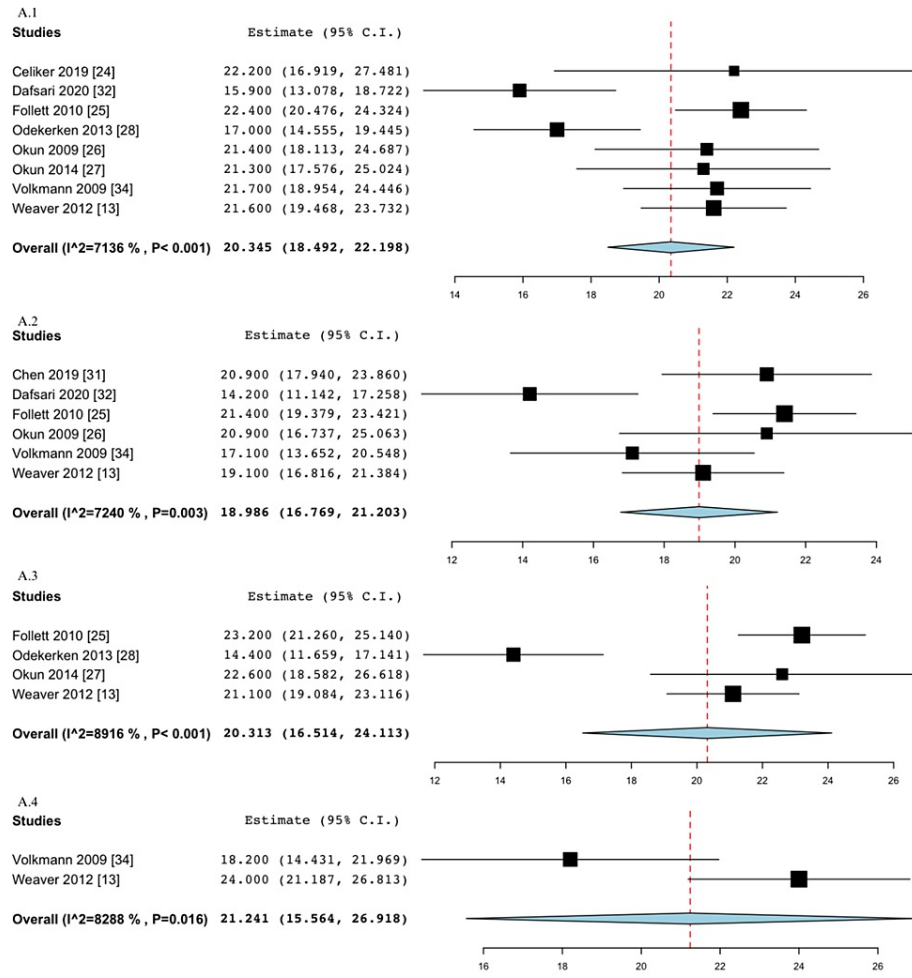 A.1
Studies Estimate (95% C.I.)
Celiker 2019 [24] 22.200 (16.919, 27.481)
Dafsari 2020 [32] 15.900 (13.078, 18.722)
Follett 2010 [25] 22.400 (20.476, 24.324)
Odekerken 2013 [28] 17.000 (14.555, 19.445)
Okun 2009 [26] 21.400 (18.113, 24.687)
Okun 2014 [27] 21.300 (17.576, 25.024)
Volkmann 2009 [34] 21.700 (18.954, 24.446)
Weaver 2012 [13] 21.600 (19.468, 23.732)
Overall (I^2=7136 % , P< 0.001) 20.345 (18.492, 22.198)
14 16 18 20 22 24 26
A.2
Studies Estimate (95% C.I.)
Chen 2019 [31] 20.900 (17.940, 23.860)
Dafsari 2020 [32] 14.200 (11.142, 17.258)
Follett 2010 [25] 21.400 (19.379, 23.421)
Okun 2009 [26] 20.900 (16.737, 25.063)
Volkmann 2009 [34] 17.100 (13.652, 20.548)
Weaver 2012 [13] 19.100 (16.816, 21.384)
Overall (I^2=7240 % , P=0.003) 18.986 (16.769, 21.203)
12 14 16 18 20 22 24
A.3
Studies Estimate (95% C.I.)
Follett 2010 [25] 23.200 (21.260, 25.140)
Odekerken 2013 [28] 14.400 (11.659, 17.141)
Okun 2014 [27] 22.600 (18.582, 26.618)
Weaver 2012 [13] 21.100 (19.084, 23.116)
Overall (I^2=8916 % , P< 0.001) 20.313 (16.514, 24.113)
12 14 16 18 20 22 24 26
A.4
Studies Estimate (95% C.I.)
Volkmann 2009 [34] 18.200 (14.431, 21.969)
Weaver 2012 [13] 24.000 (21.187, 26.813)
Overall (I^2=8288 % , P=0.016) 21.241 (15.564, 26.918)
16 18 20 22 24 26